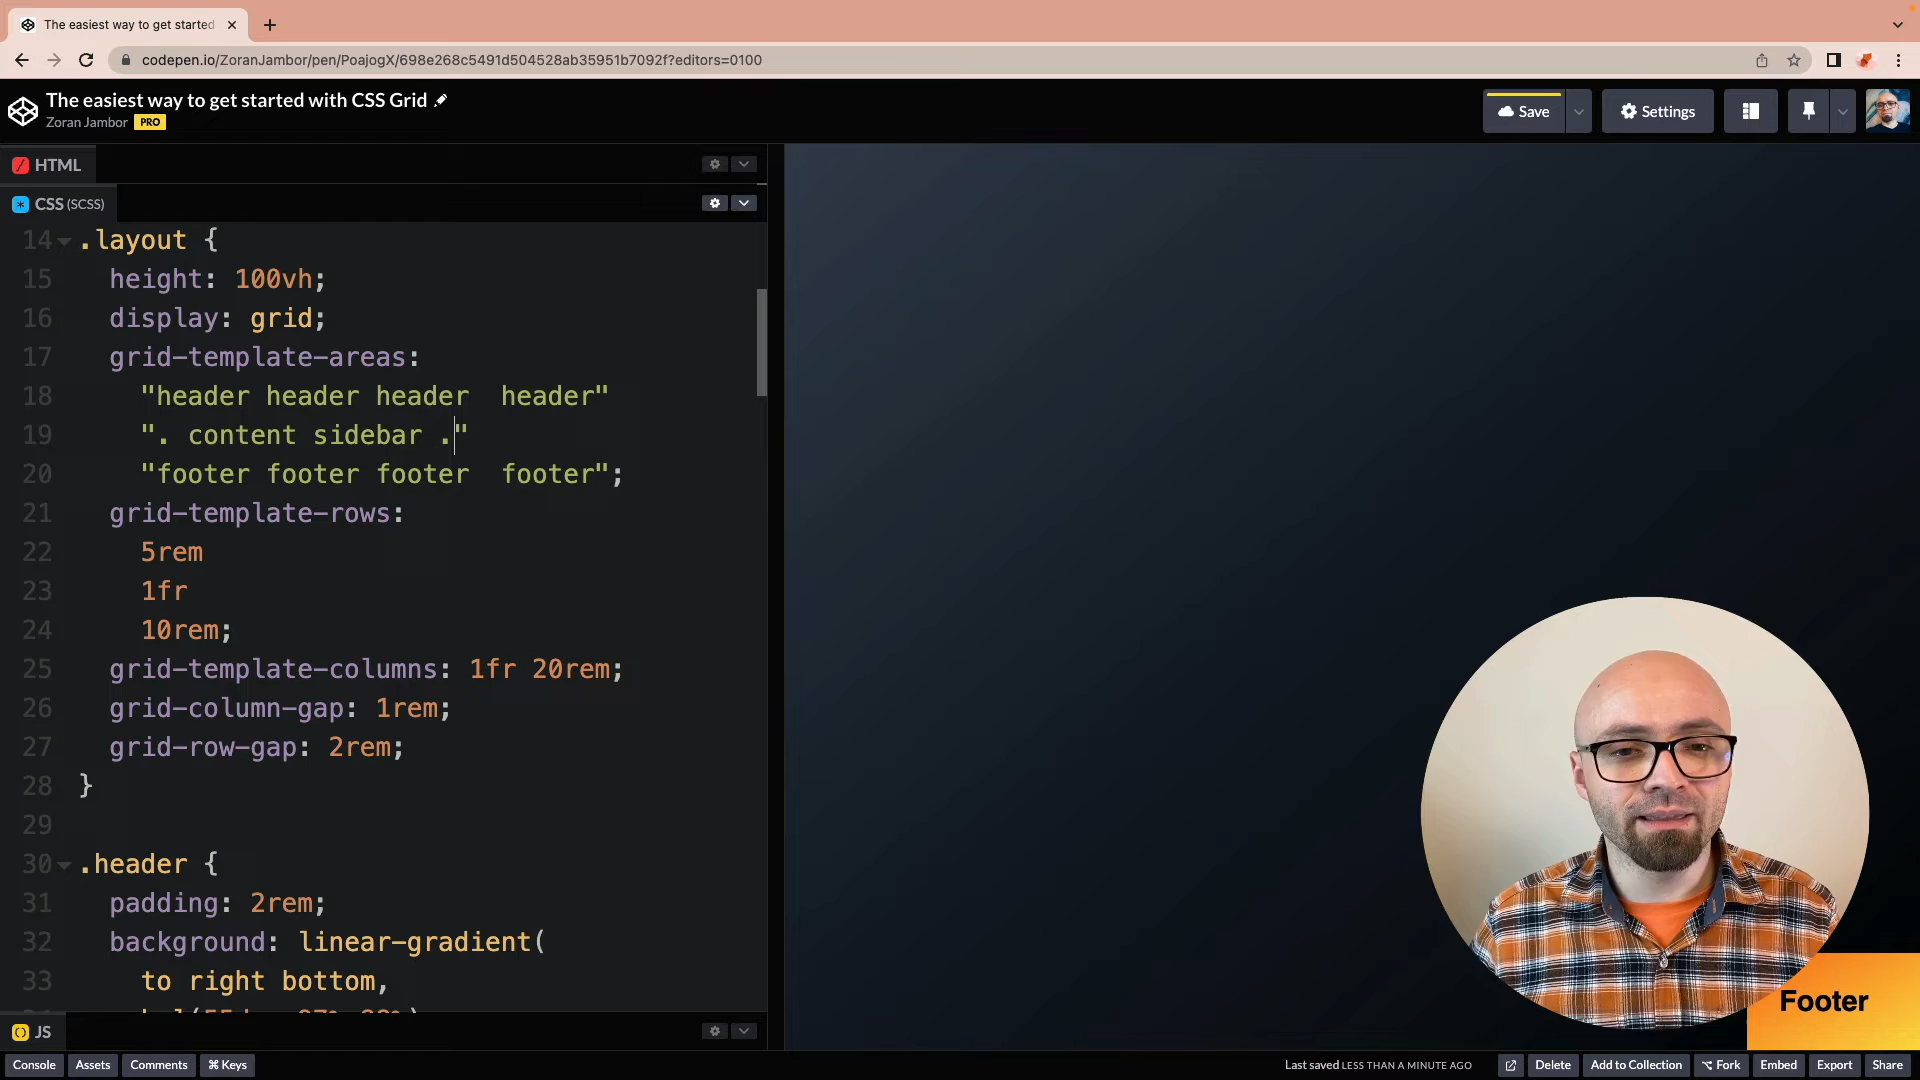 The easiest way to get started
codepen.io/ZoranJambor/pen/PoajogX/698e268c5491d504528ab35951b7092f?editors=0100
The easiest way to get started with CSS Grid
Zoran Jambor PRO
Save
Settings
HTML
CSS (SCSS)
14 .layout {
15 height: 100vh;
16 display: grid;
17 grid-template-areas:
18 "header header header  header"
19 ". content sidebar ."
20 "footer footer footer  footer";
21 grid-template-rows:
22 5rem
23 1fr
24 10rem;
25 grid-template-columns: 1fr 20rem;
26 grid-column-gap: 1rem;
27 grid-row-gap: 2rem;
28 }
29
30 .header {
31 padding: 2rem;
32 background: linear-gradient(
33 to right bottom,
Footer
JS
Console Assets Comments ⌘ Keys Last saved LESS THAN A MINUTE AGO Delete Add to Collection Fork Embed Export Share